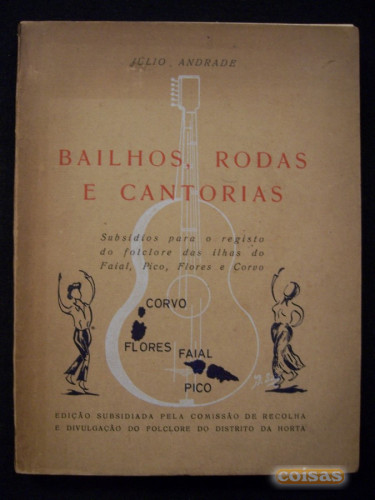 JÚLIO ANDRADE
BAILHOS, RODAS
E CANTORIAS
Subsídios para o registo
do folclore das ilhas do
Faial, Pico, Flores e Corvo
CORVO
FLORES
FAIAL
PICO
EDIÇÃO SUBSIDIADA PELA COMISSÃO DE RECOLHA
E DIVULGAÇÃO DO FOLCLORE DO DISTRITO DA HORTA
coisas